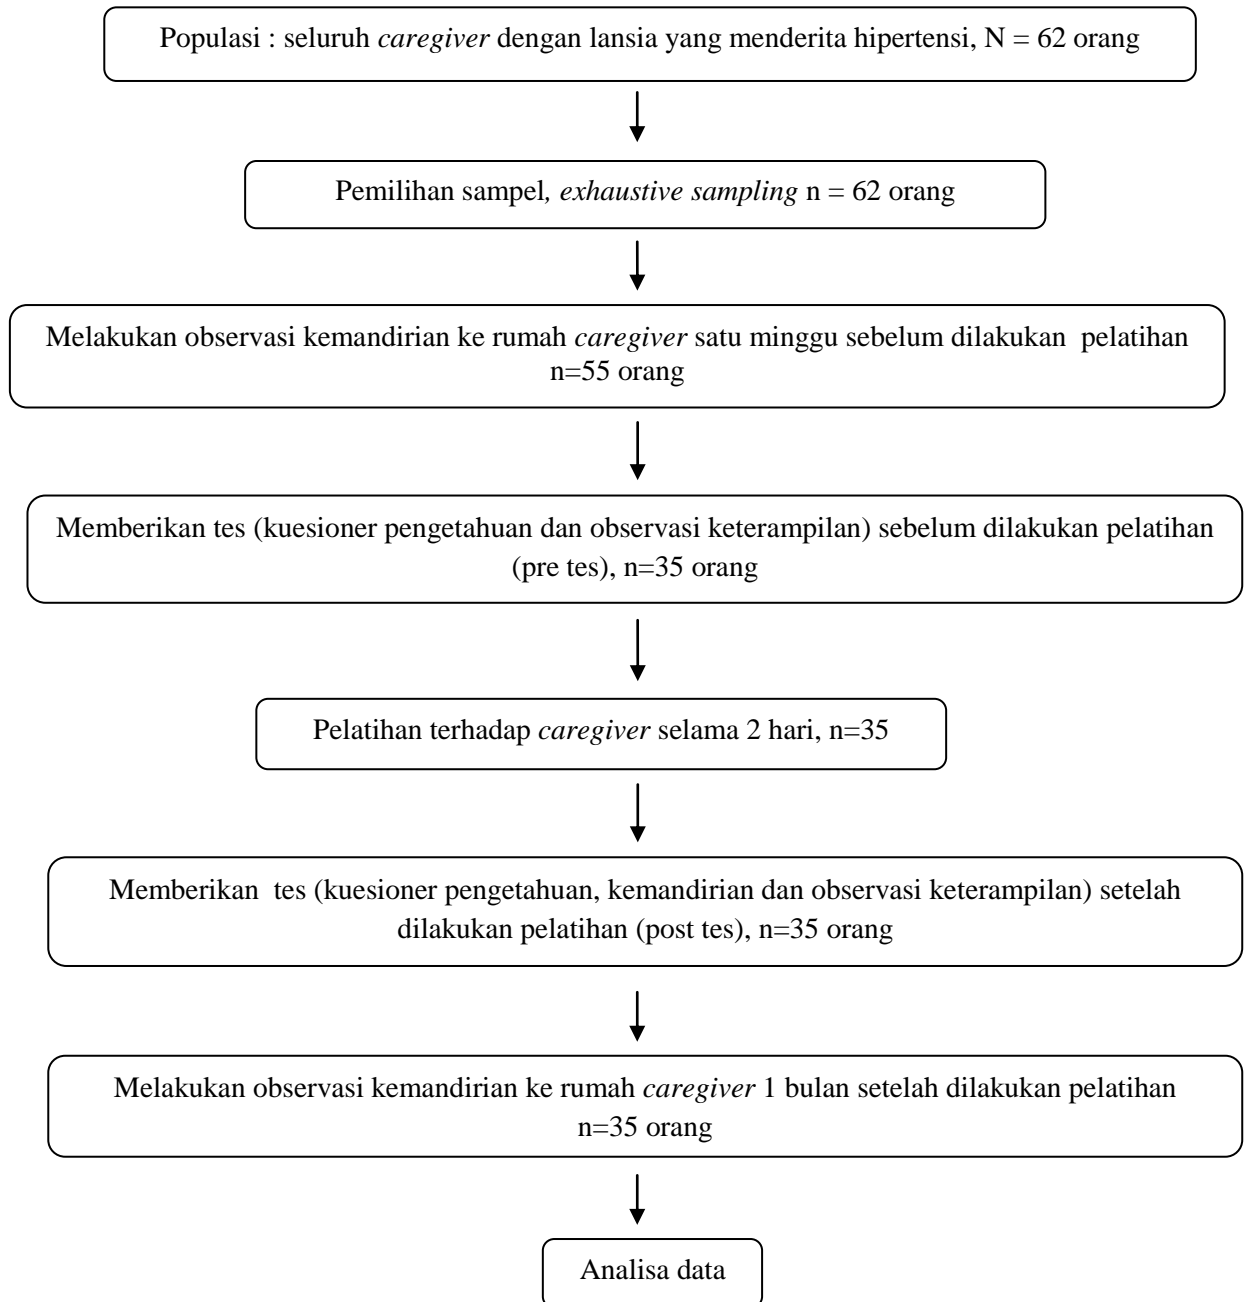 Populasi : seluruh caregiver dengan lansia yang menderita hipertensi, N = 62 orang
Pemilihan sampel, exhaustive sampling n = 62 orang
Melakukan observasi kemandirian ke rumah caregiver satu minggu sebelum dilakukan pelatihan
n=55 orang
Memberikan tes (kuesioner pengetahuan dan observasi keterampilan) sebelum dilakukan pelatihan
(pre tes), n=35 orang
Pelatihan terhadap caregiver selama 2 hari, n=35
Memberikan tes (kuesioner pengetahuan, kemandirian dan observasi keterampilan) setelah
dilakukan pelatihan (post tes), n=35 orang
Melakukan observasi kemandirian ke rumah caregiver 1 bulan setelah dilakukan pelatihan
n=35 orang
Analisa data